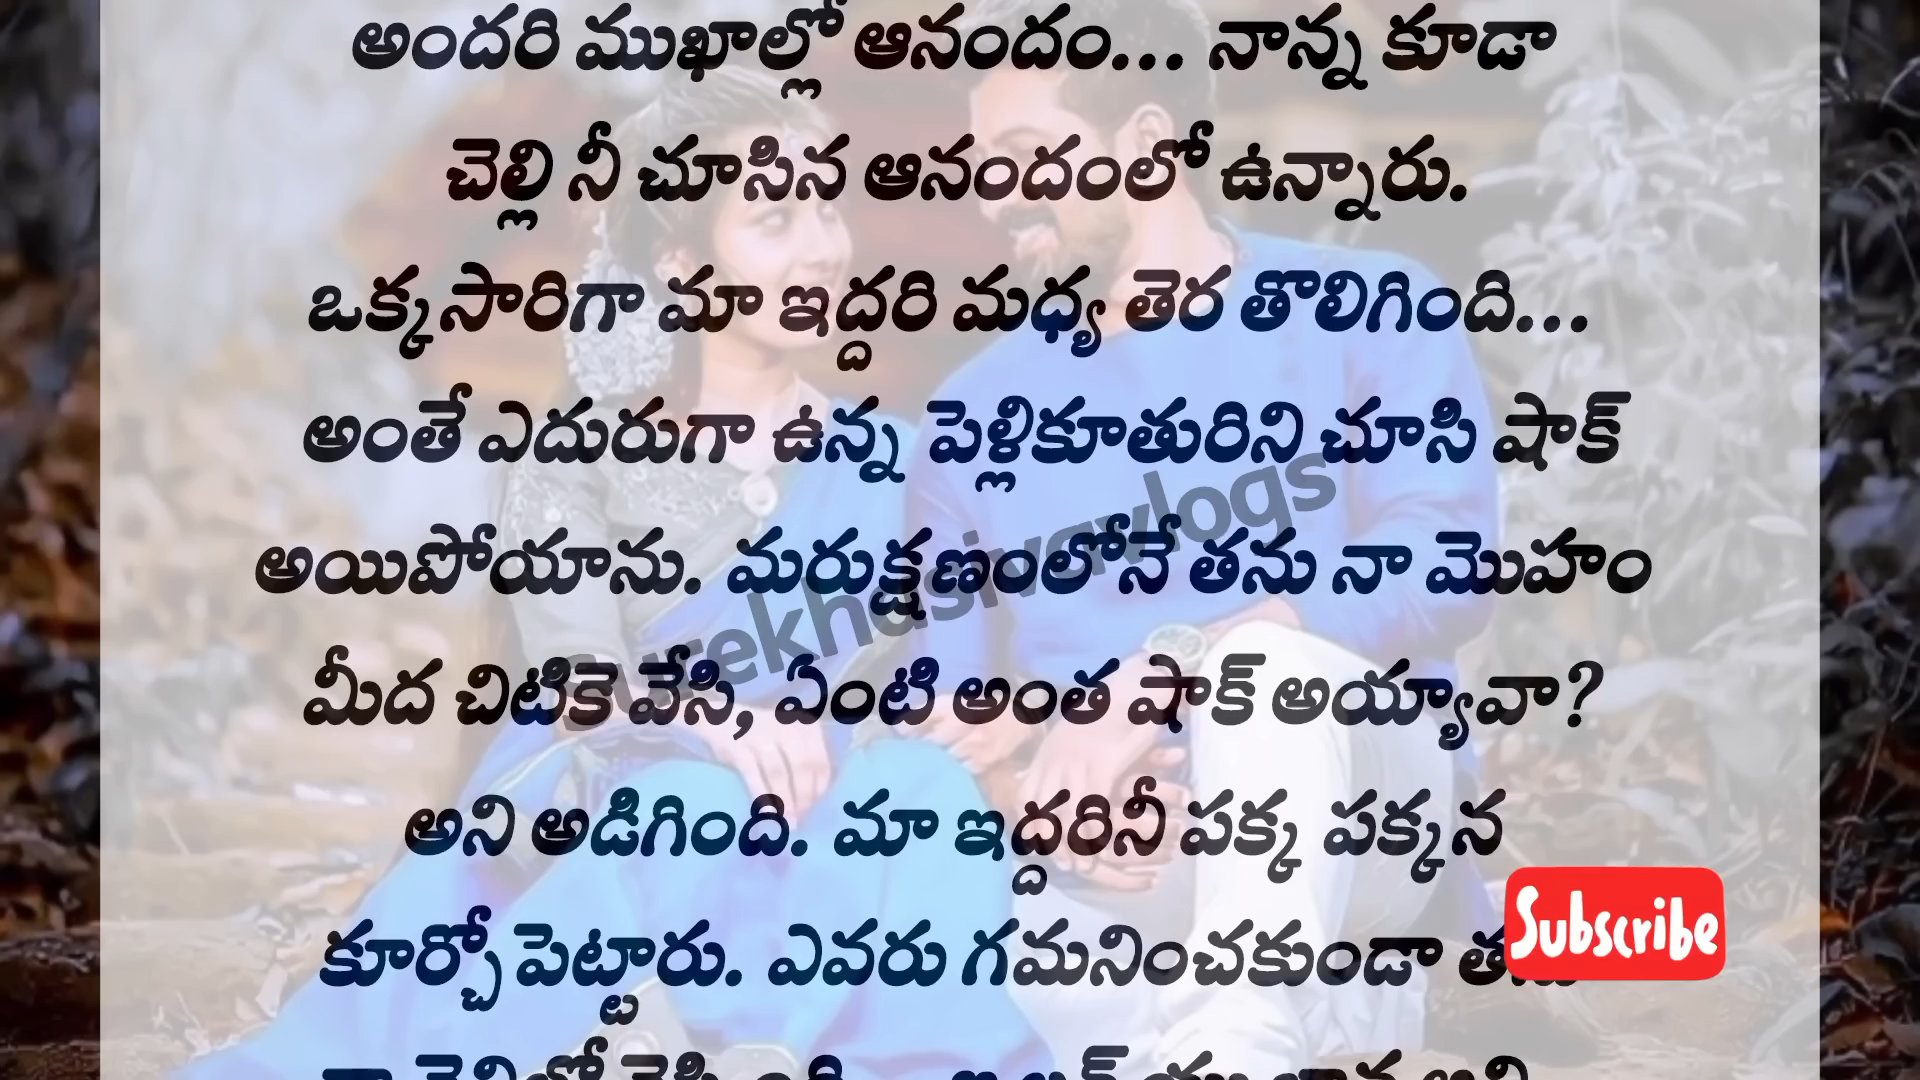 అందరి ముఖాల్లో ఆనందం... నాన్న కూడా
చెల్లి నీ చూసిన ఆనందంలో ఉన్నారు.
ఒక్కసారిగా మా ఇద్దరి మధ్య తెర తొలిగింది...
అంతే ఎదురుగా ఉన్న పెళ్లికూతురిని చూసి షాక్
అయిపోయాను. మరుక్షణంలోనే తను నా మొహం
మీద చిటికె వేసి, ఏంటి అంత షాక్ అయ్యావా?
అని అడిగింది. మా ఇద్దరినీ పక్క పక్కన
కూర్చో పెట్టారు. ఎవరు గమనించకుండా
surekhasivavlogs
Subscribe